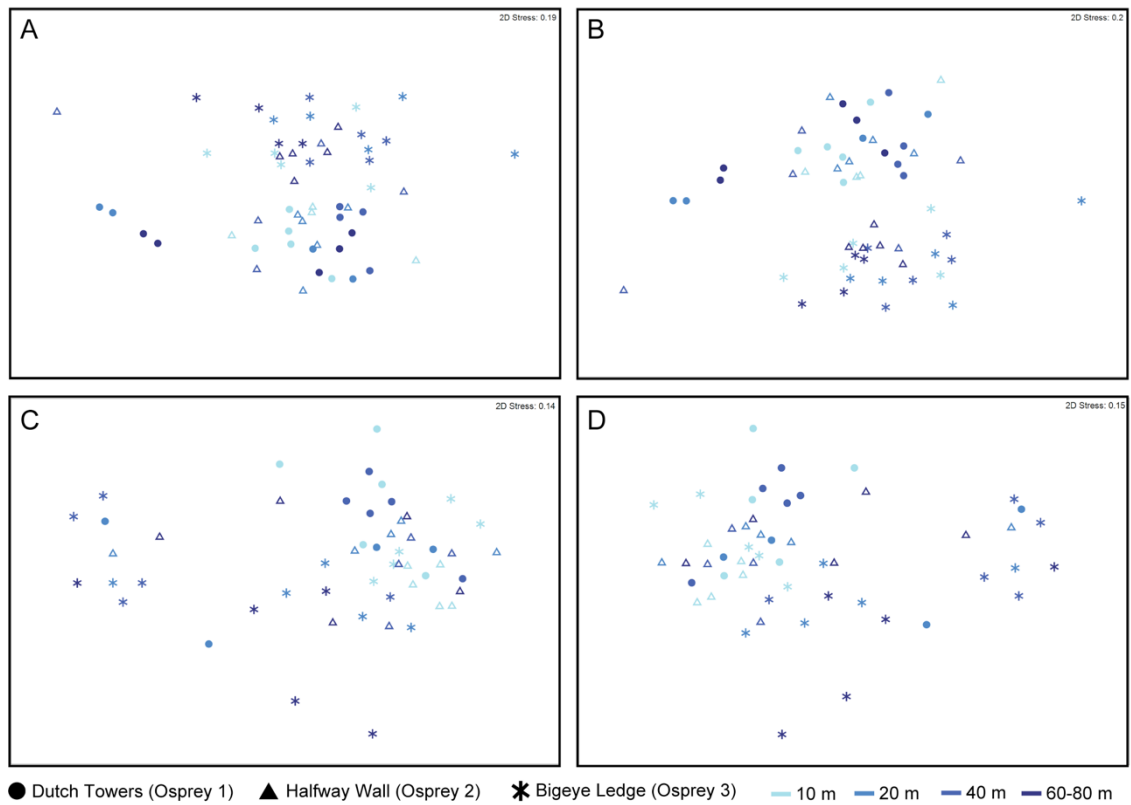 A
2D Stress: 0.19
B
2D Stress: 0.2
C
2D Stress: 0.14
D
2D Stress: 0.15
Dutch Towers (Osprey 1) Halfway Wall (Osprey 2) Bigeye Ledge (Osprey 3) 10 m 20 m 40 m 60-80 m